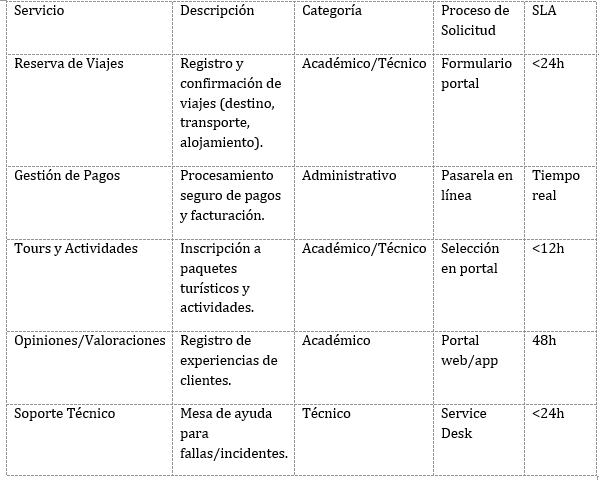 Servicio Descripción Categoría Proceso de SLA
Solicitud
Reserva de Viajes Registro y Académico/Técnico Formulario <24h
confirmación de portal
viajes (destino,
transporte,
alojamiento).
Gestión de Pagos Procesamiento Administrativo Pasarela en Tiempo
seguro de pagos línea real
y facturación.
Tours y Actividades Inscripción a Académico/Técnico Selección <12h
paquetes en portal
turísticos y
actividades.
Opiniones/Valoraciones Registro de Académico Portal 48h
experiencias de web/app
clientes.
Soporte Técnico Mesa de ayuda Técnico Service <24h
para Desk
fallas/incidentes.